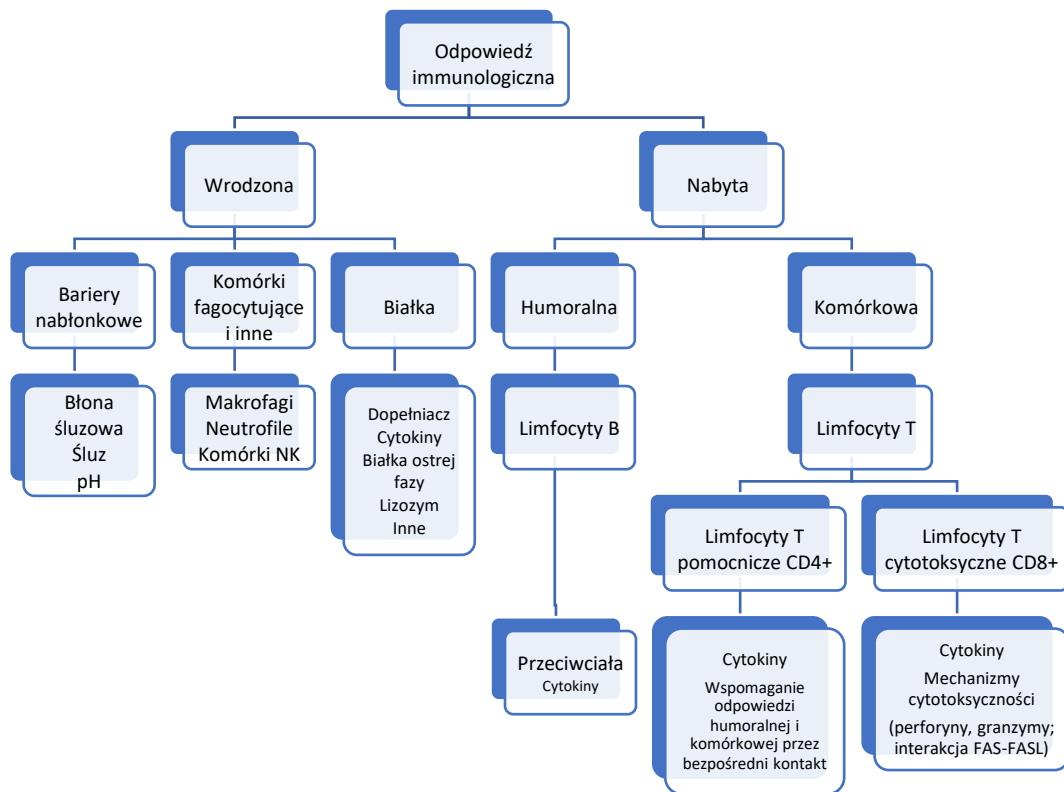 Odpowiedź
immunologiczna
Wrodzona
Nabyta
Bariery
nabłonkowe
Komórki
fagocytujące
i inne
Białka
Humoralna
Komórkowa
Błona
śluzowa
Śluz
pH
Makrofagi
Neutrofile
Komórki NK
Dopełniacz
Cytokiny
Białka ostrej
fazy
Lizozym
Inne
Limfocyty B
Limfocyty T
Limfocyty T
pomocnicze CD4+
Limfocyty T
cytotoksyczne CD8+
Przeciwciała
Cytokiny
Cytokiny
Wspomaganie
odpowiedzi
humoralnej i
komórkowej przez
bezpośredni kontakt
Cytokiny
Mechanizmy
cytotoksyczności
(perforyny, granzymy;
interakcja FAS-FASL)